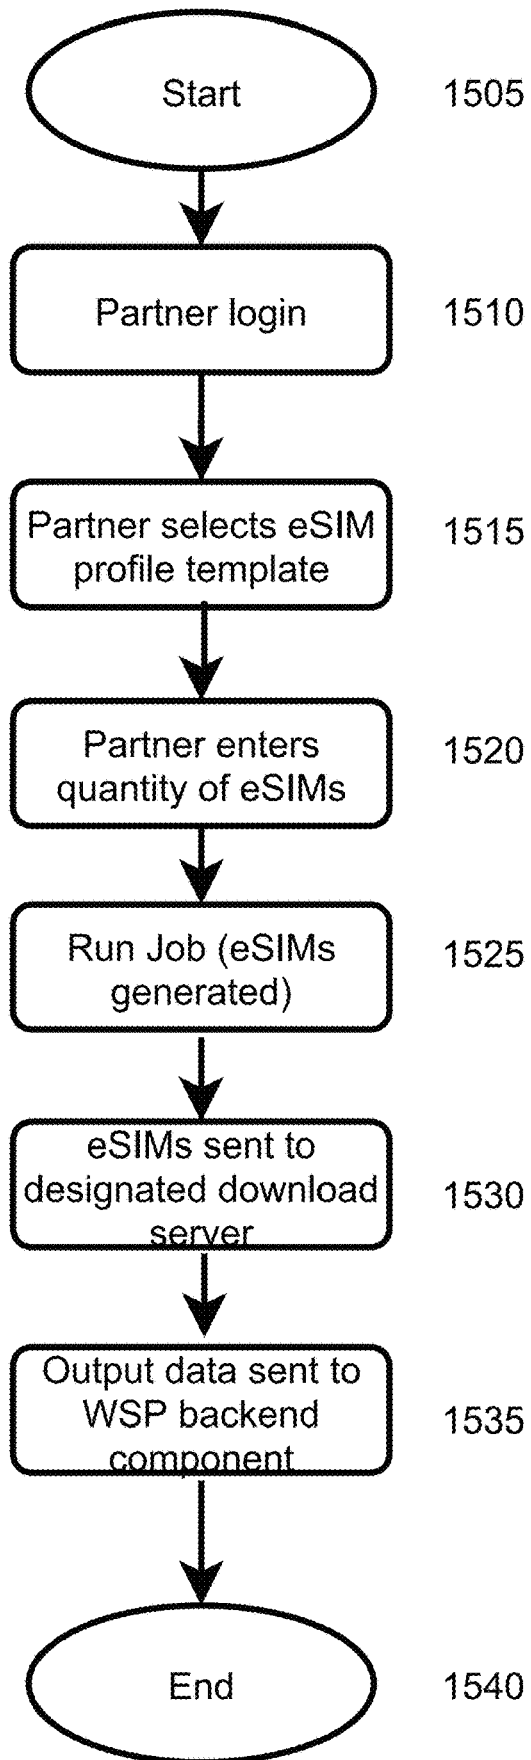 Start 1505
Partner login 1510
Partner selects eSIM
profile template 1515
Partner enters
quantity of eSIMs 1520
Run Job (eSIMs
generated) 1525
eSIMs sent to
designated download
server 1530
Output data sent to
WSP backend
component 1535
End 1540